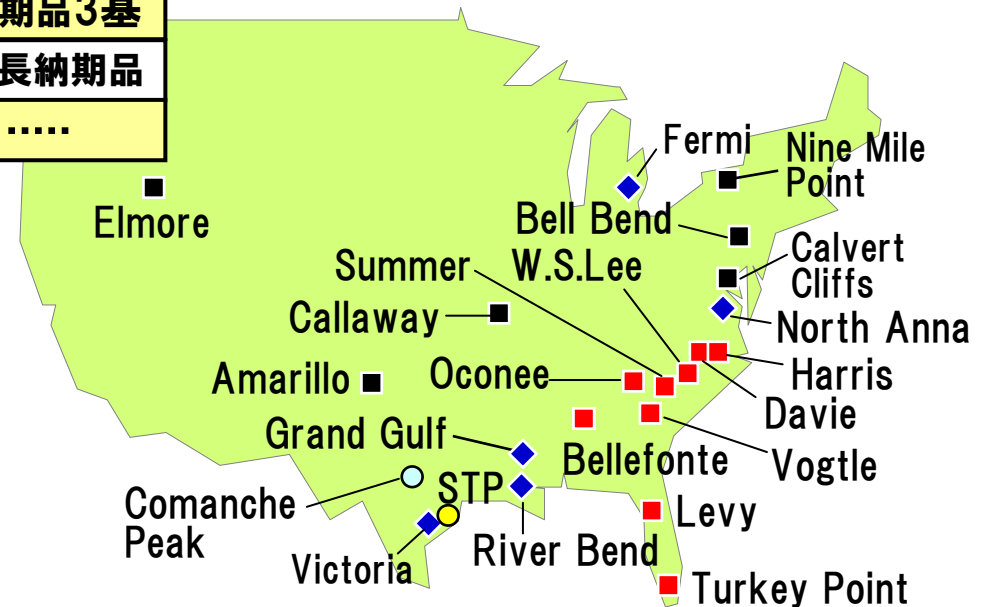 期品3基
長納期品
.....
Fermi
Nine Mile
Point
Elmore
Bell Bend
Calvert
Cliffs
Summer
W.S.Lee
Callaway
North Anna
Amarillo
Oconee
Harris
Davie
Grand Gulf
Bellefonte
Vogtle
Comanche
Peak
STP
Levy
Victoria
River Bend
Turkey Point